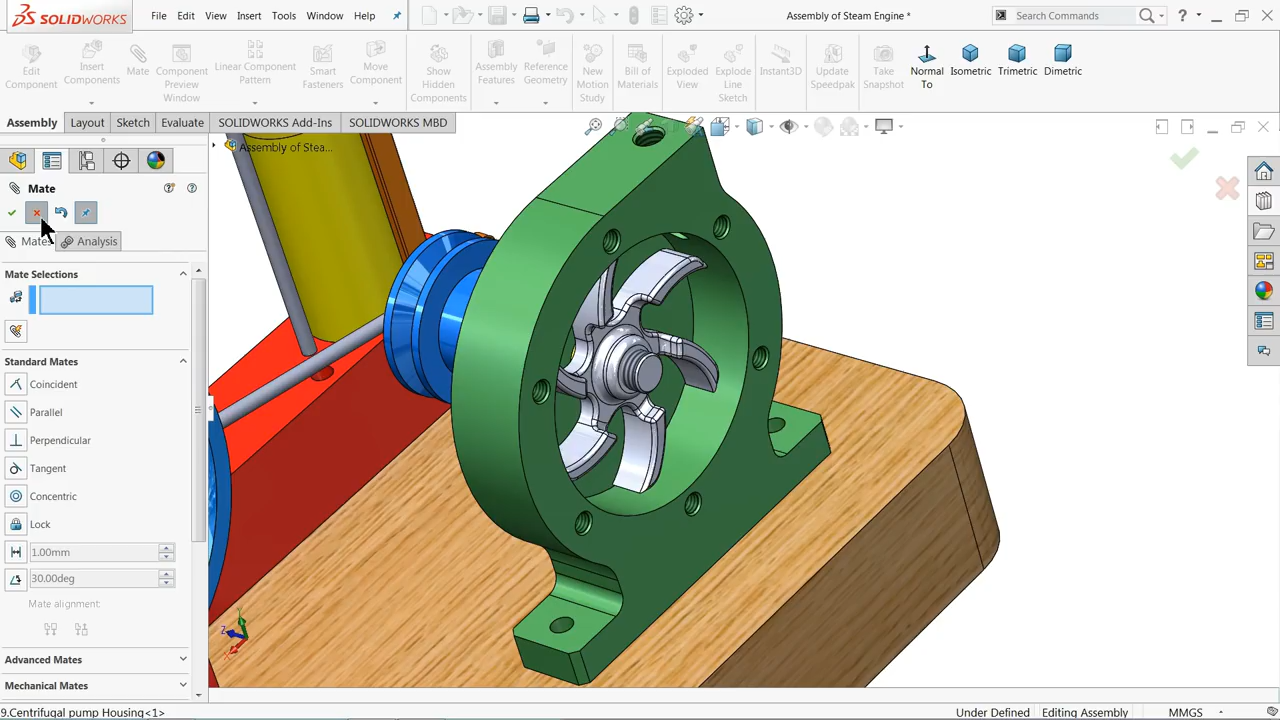 SOLIDWORKS
File Edit View Insert Tools Window Help
Assembly of Steam Engine *
Search Commands
Edit Component
Insert Components
Mate
Component Preview Window
Linear Component Pattern
Smart Fasteners
Move Component
Show Hidden Components
Assembly Features
Reference Geometry
New Motion Study
Bill of Materials
Exploded View
Explode Line Sketch
Instant3D
Update Speedpak
Take Snapshot
Normal To
Isometric
Trimetric
Dimetric
Assembly Layout Sketch Evaluate SOLIDWORKS Add-Ins SOLIDWORKS MBD
Assembly of Stea...
Mate
Mates Analysis
Mate Selections
Standard Mates
Coincident
Parallel
Perpendicular
Tangent
Concentric
Lock
1.00mm
30.00deg
Mate alignment:
Advanced Mates
Mechanical Mates
Y
Z
X
9.Centrifugal pump Housing<1>
Under Defined Editing Assembly MMGS